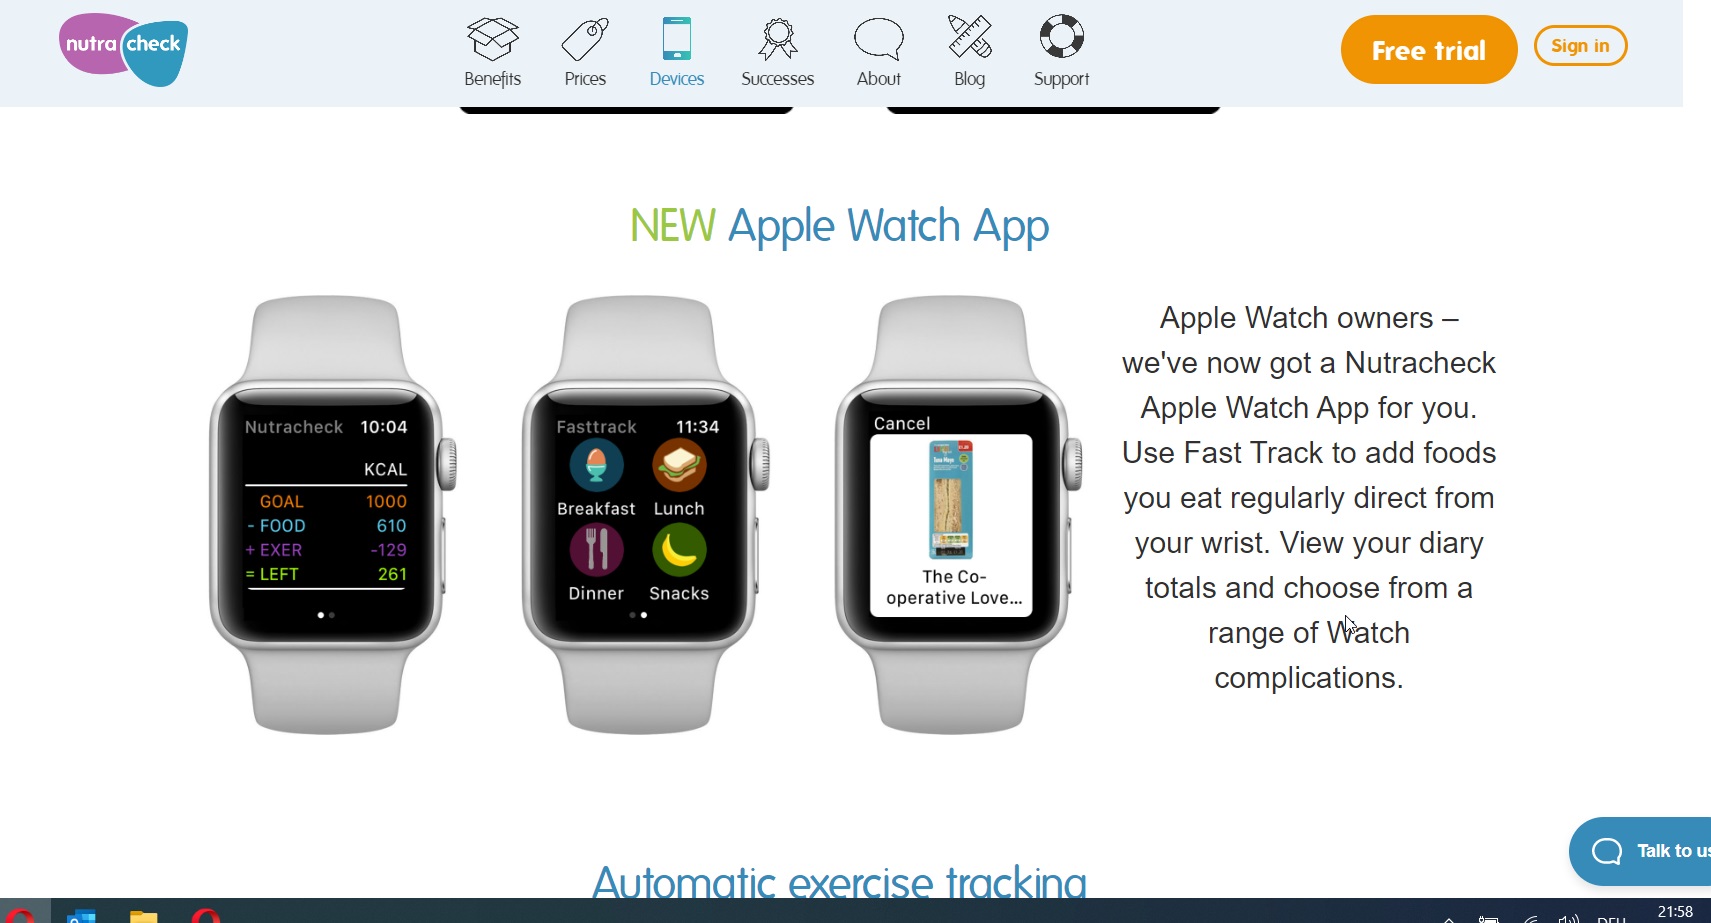 nutra check
Benefits
Prices
Devices
Successes
About
Blog
Support
Free trial
Sign in
NEW Apple Watch App
Nutracheck 10:04
KCAL
GOAL 1000
- FOOD 610
+ EXER -129
= LEFT 261
Fasttrack 11:34
Breakfast Lunch
Dinner Snacks
Cancel
The Co-
operative Love...
Apple Watch owners –
we've now got a Nutracheck
Apple Watch App for you.
Use Fast Track to add foods
you eat regularly direct from
your wrist. View your diary
totals and choose from a
range of Watch
complications.
Talk to us
Automatic exercise tracking
DEU
21:58